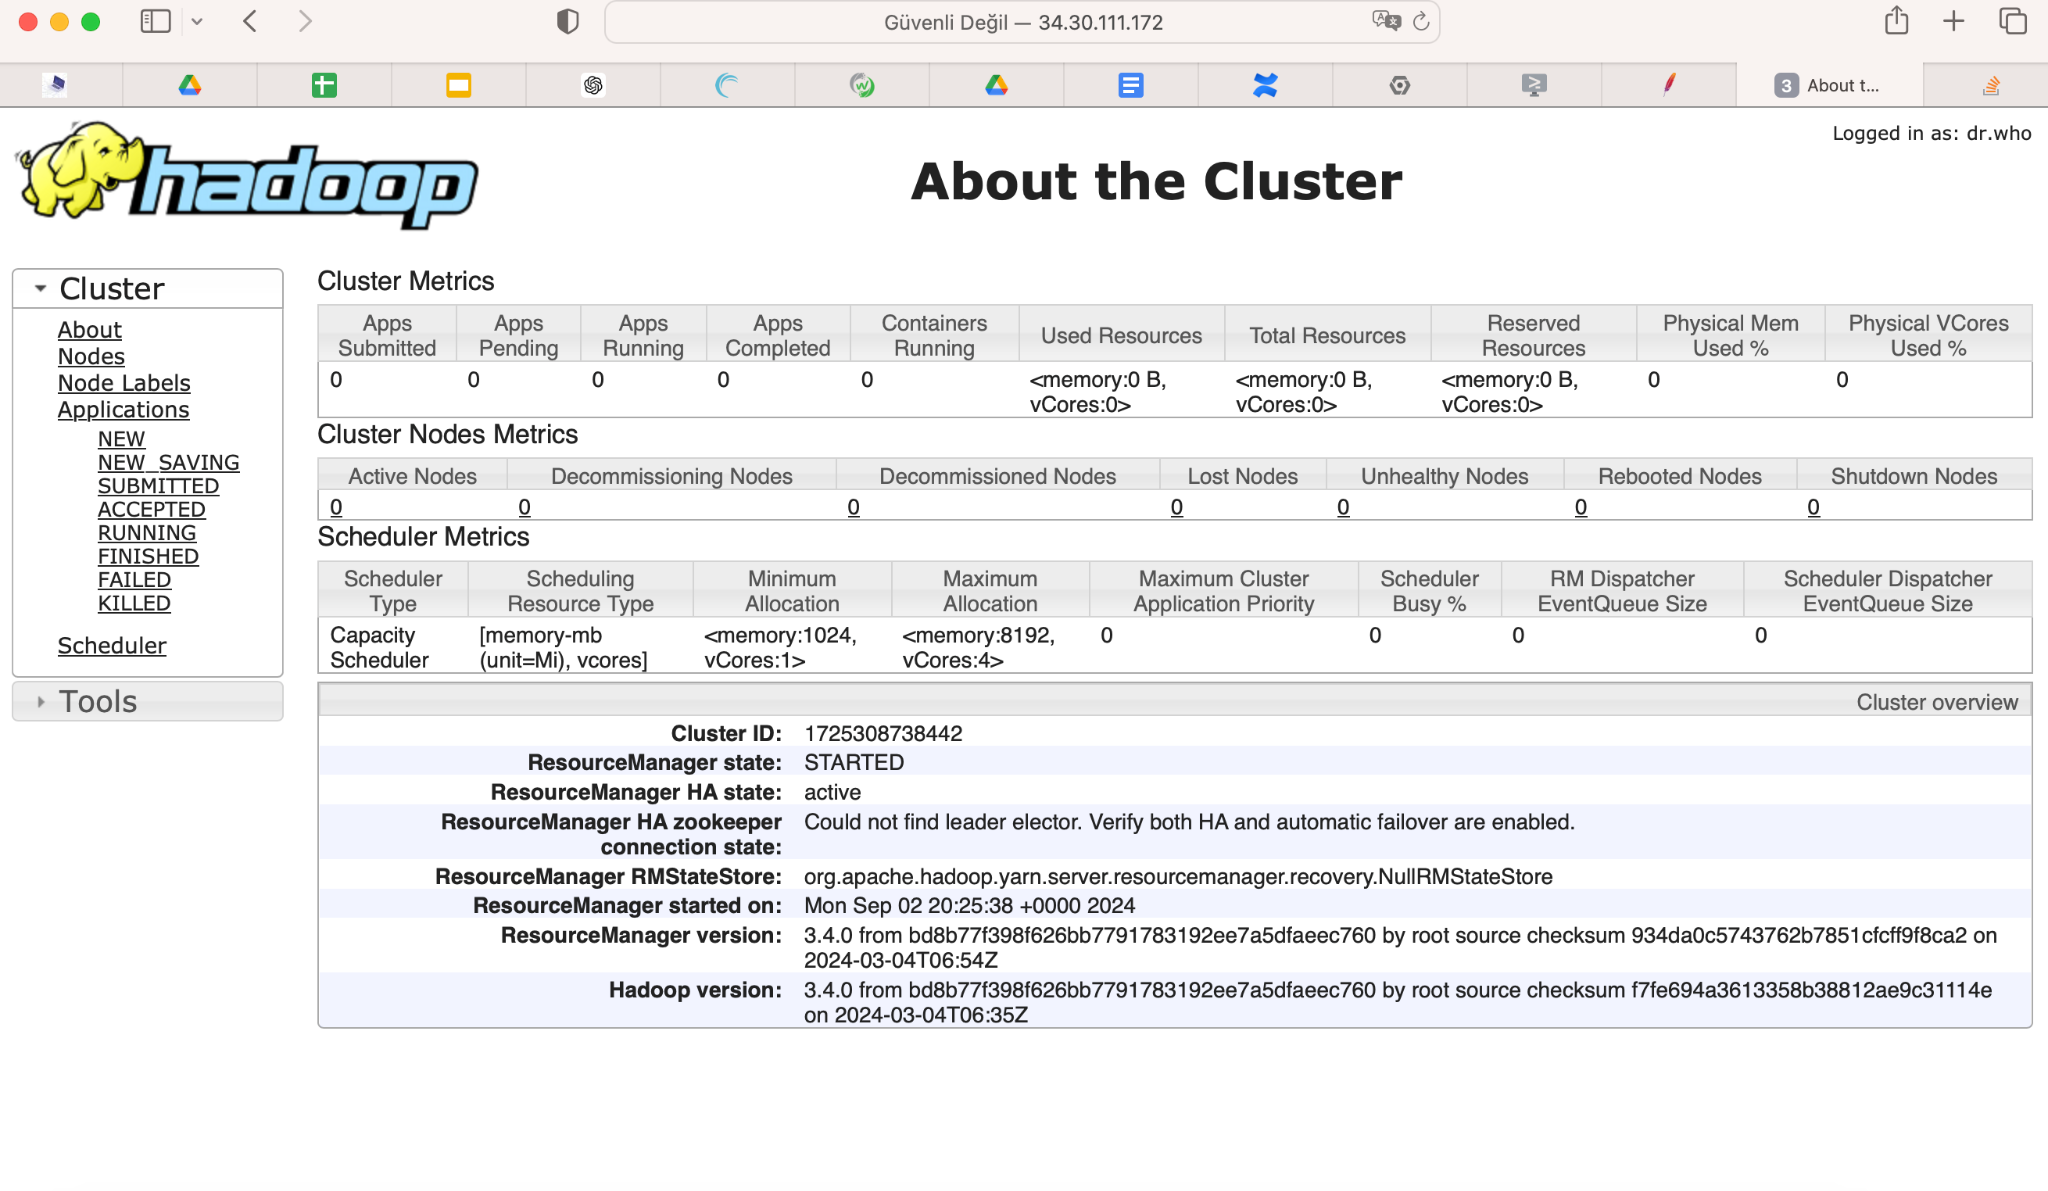 Güvenli Değil — 34.30.111.172
3 About t...
Logged in as: dr.who
hadoop
About the Cluster
Cluster
About
Nodes
Node Labels
Applications
NEW
NEW_SAVING
SUBMITTED
ACCEPTED
RUNNING
FINISHED
FAILED
KILLED
Scheduler
Tools
Cluster Metrics
Apps Submitted Apps Pending Apps Running Apps Completed Containers Running Used Resources Total Resources Reserved Resources Physical Mem Used % Physical VCores Used %
0 0 0 0 0 <memory:0 B, vCores:0> <memory:0 B, vCores:0> <memory:0 B, vCores:0> 0 0
Cluster Nodes Metrics
Active Nodes Decommissioning Nodes Decommissioned Nodes Lost Nodes Unhealthy Nodes Rebooted Nodes Shutdown Nodes
0 0 0 0 0 0 0
Scheduler Metrics
Scheduler Type Scheduling Resource Type Minimum Allocation Maximum Allocation Maximum Cluster Application Priority Scheduler Busy % RM Dispatcher EventQueue Size Scheduler Dispatcher EventQueue Size
Capacity Scheduler [memory-mb (unit=Mi), vcores] <memory:1024, vCores:1> <memory:8192, vCores:4> 0 0 0 0
Cluster overview
Cluster ID: 1725308738442
ResourceManager state: STARTED
ResourceManager HA state: active
ResourceManager HA zookeeper connection state: Could not find leader elector. Verify both HA and automatic failover are enabled.
ResourceManager RMStateStore: org.apache.hadoop.yarn.server.resourcemanager.recovery.NullRMStateStore
ResourceManager started on: Mon Sep 02 20:25:38 +0000 2024
ResourceManager version: 3.4.0 from bd8b77f398f626bb7791783192ee7a5dfaeec760 by root source checksum 934da0c5743762b7851cfcff9f8ca2 on
2024-03-04T06:54Z
Hadoop version: 3.4.0 from bd8b77f398f626bb7791783192ee7a5dfaeec760 by root source checksum f7fe694a3613358b38812ae9c31114e
on 2024-03-04T06:35Z